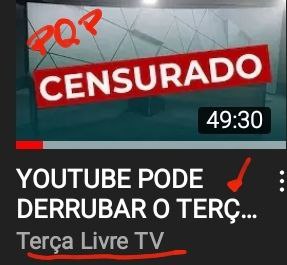 PQP
CENSURADO
49:30
YOUTUBE PODE
DERRUBAR O TERÇ...
Terça Livre TV